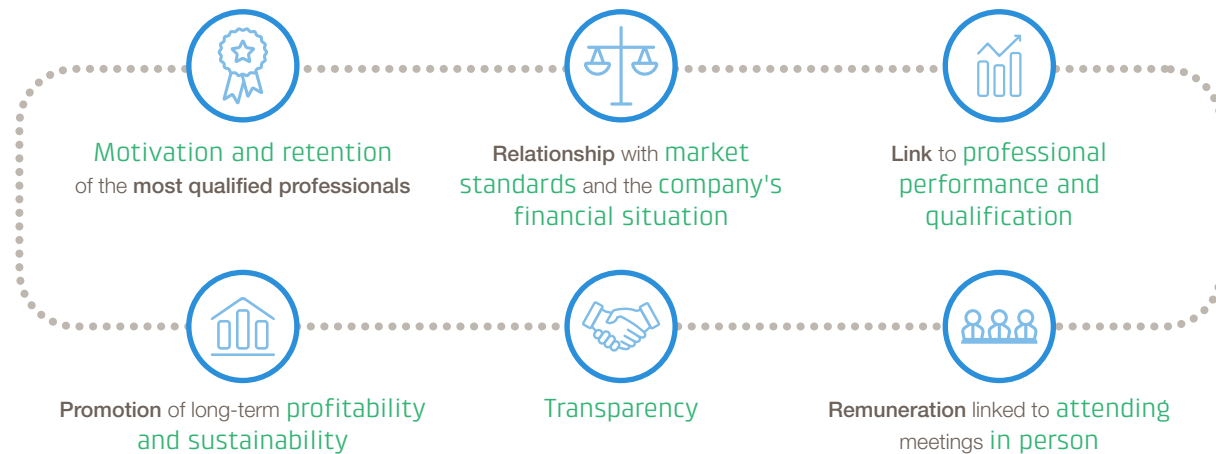 Motivation and retention
of the most qualified professionals
Relationship with market
standards and the company's
financial situation
Link to professional
performance and
qualification
Promotion of long-term profitability
and sustainability
Transparency
Remuneration linked to attending
meetings in person